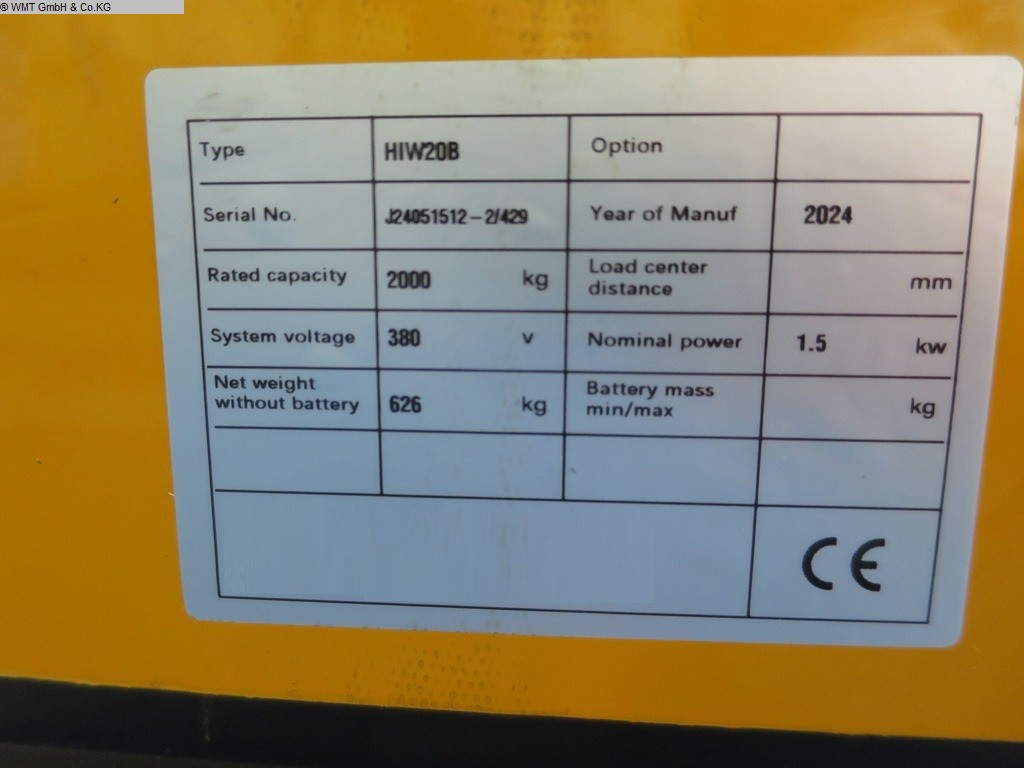 © WMT GmbH & Co.KG
Type HIW20B Option
Serial No. J24051512-2/429 Year of Manuf 2024
Rated capacity 2000 kg Load center distance mm
System voltage 380 v Nominal power 1.5 kw
Net weight without battery 626 kg Battery mass min/max kg
CE